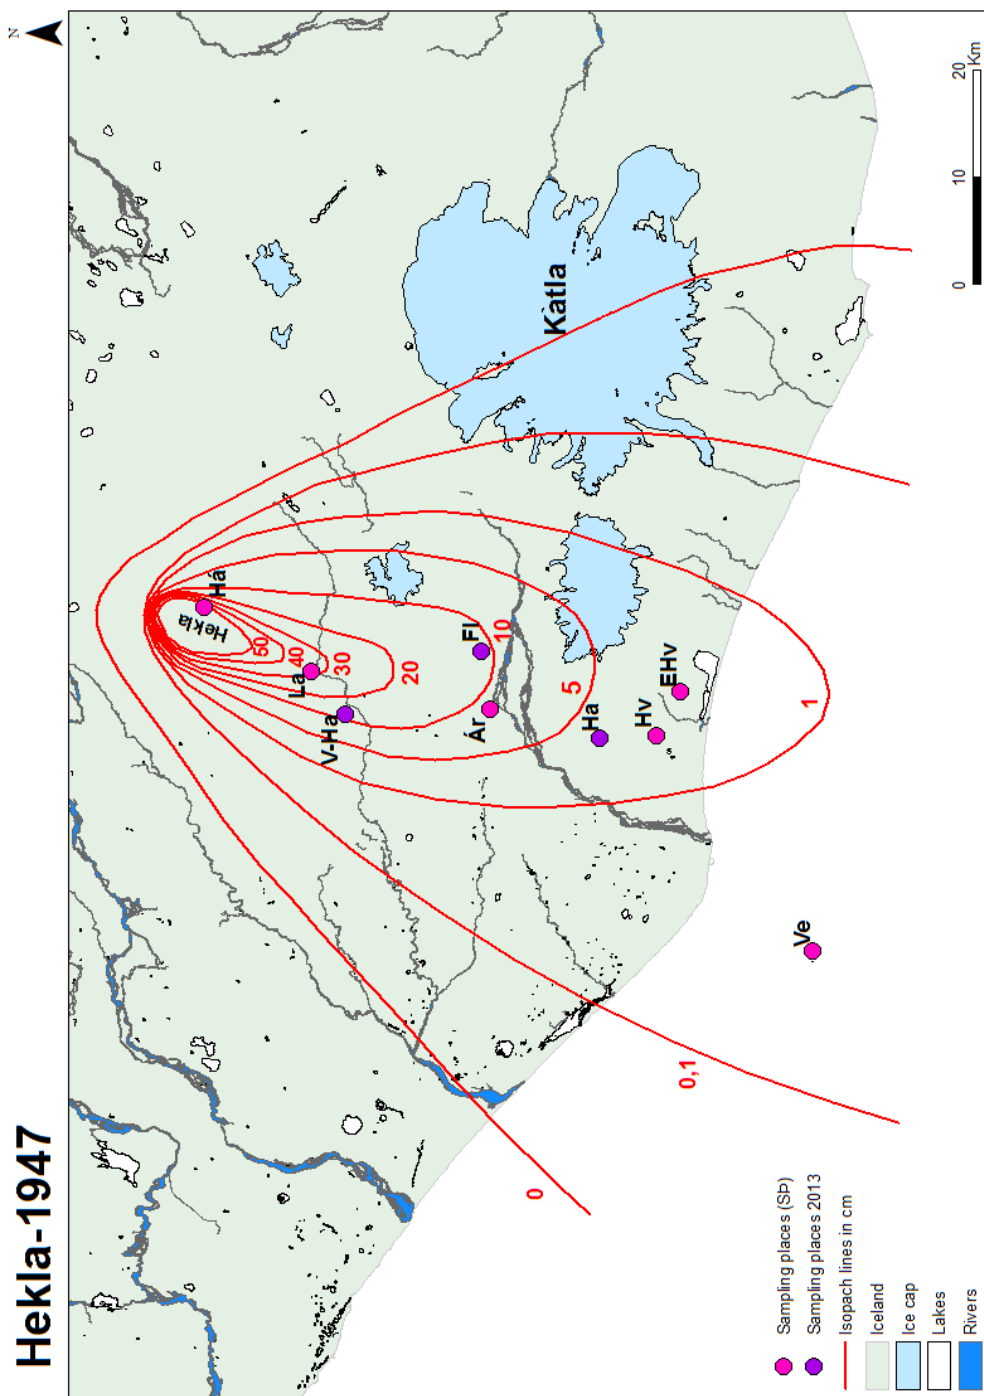 Hekla-1947
N
Katla
Hekla
Há
50
40
30
20
10
5
1
0,1
0
La
V-Ha
Fl
Ár
Ha
Hv
EHv
Ve
Sampling places (SÞ)
Sampling places 2013
Isopach lines in cm
Iceland
Ice cap
Lakes
Rivers
0 10 20
Km